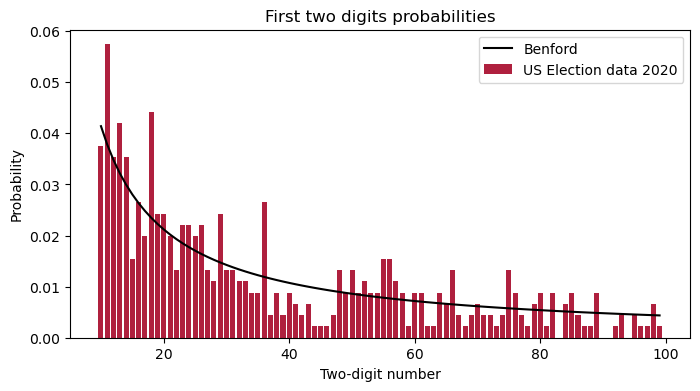 First two digits probabilities
Probability
0.06
0.05
0.04
0.03
0.02
0.01
0.00
Benford
US Election data 2020
20
40
60
80
100
Two-digit number